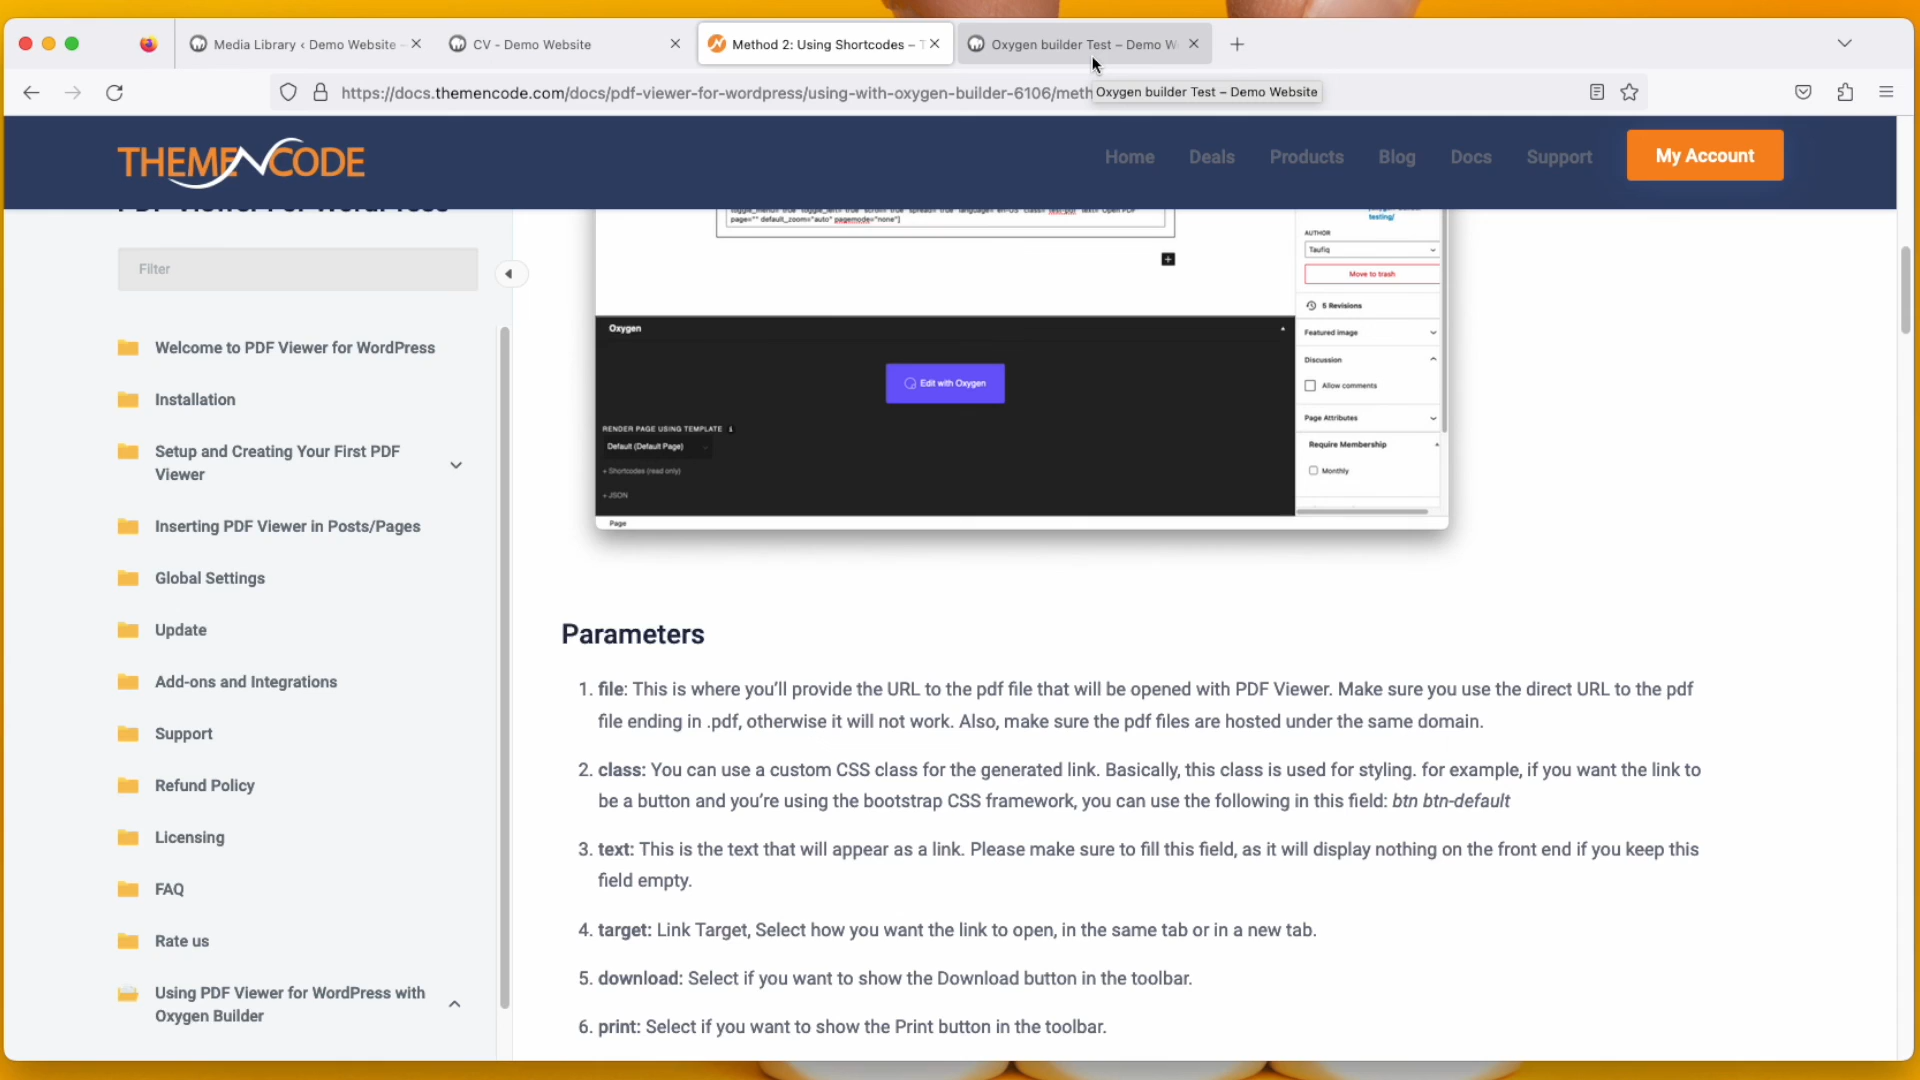 Media Library ‹ Demo Website -
CV - Demo Website
Method 2: Using Shortcodes – T
Oxygen builder Test – Demo W
https://docs.themencode.com/docs/pdf-viewer-for-wordpress/using-with-oxygen-builder-6106/meth
Oxygen builder Test – Demo Website
THEMENCODE
Home
Deals
Products
Blog
Docs
Support
My Account
Filter
Welcome to PDF Viewer for WordPress
Installation
Setup and Creating Your First PDF
Viewer
Inserting PDF Viewer in Posts/Pages
Global Settings
Update
Add-ons and Integrations
Support
Refund Policy
Licensing
FAQ
Rate us
Using PDF Viewer for WordPress with
Oxygen Builder
page="" default_zoom="auto" pagemode="none"]
testing/
AUTHOR
Taufiq
Move to trash
5 Revisions
Featured image
Discussion
Allow comments
Page Attributes
Require Membership
Monthly
Oxygen
Edit with Oxygen
RENDER PAGE USING TEMPLATE
Default (Default Page)
+ Shortcodes (read only)
+ JSON
Page
Parameters
1. file: This is where you’ll provide the URL to the pdf file that will be opened with PDF Viewer. Make sure you use the direct URL to the pdf
file ending in .pdf, otherwise it will not work. Also, make sure the pdf files are hosted under the same domain.
2. class: You can use a custom CSS class for the generated link. Basically, this class is used for styling. for example, if you want the link to
be a button and you’re using the bootstrap CSS framework, you can use the following in this field: btn btn-default
3. text: This is the text that will appear as a link. Please make sure to fill this field, as it will display nothing on the front end if you keep this
field empty.
4. target: Link Target, Select how you want the link to open, in the same tab or in a new tab.
5. download: Select if you want to show the Download button in the toolbar.
6. print: Select if you want to show the Print button in the toolbar.